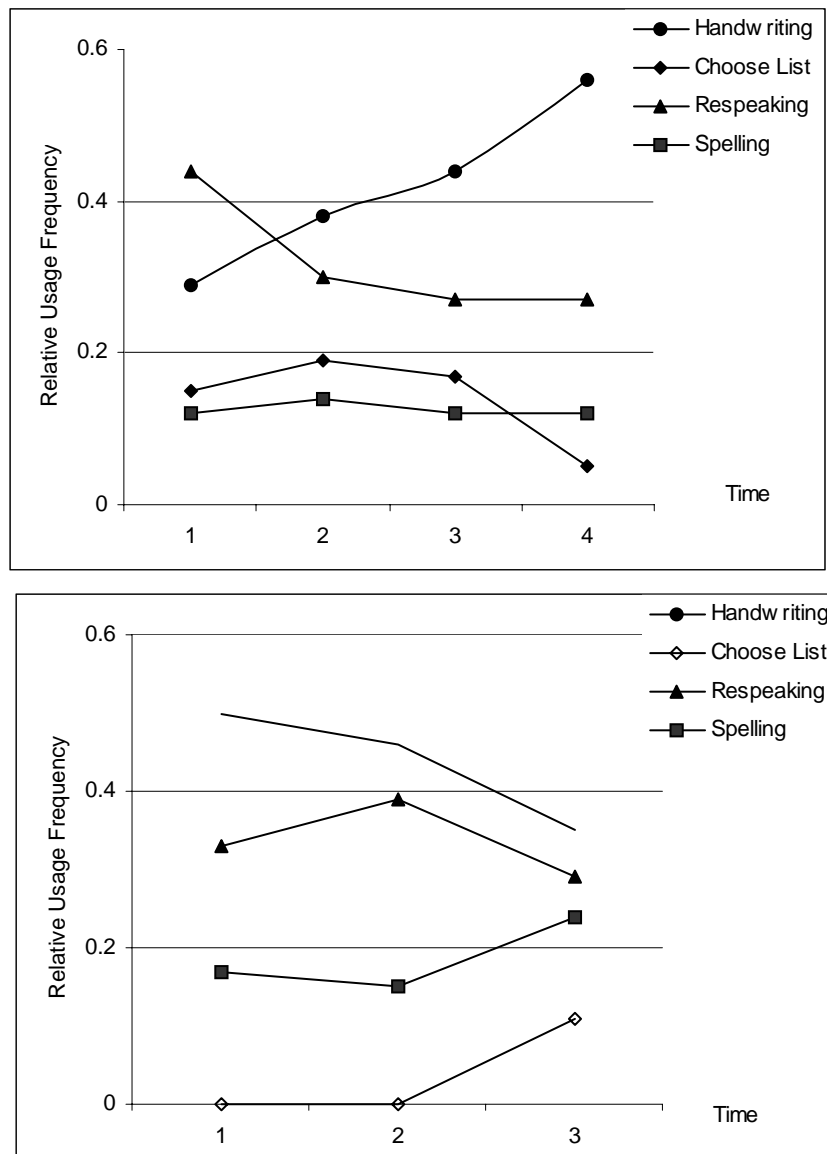 Handw riting
Choose List
Respeaking
Spelling
0.6
0.4
0.2
0
Relative Usage Frequency
Time
1 2 3 4
Handw riting
Choose List
Respeaking
Spelling
0.6
0.4
0.2
0
Relative Usage Frequency
Time
1 2 3